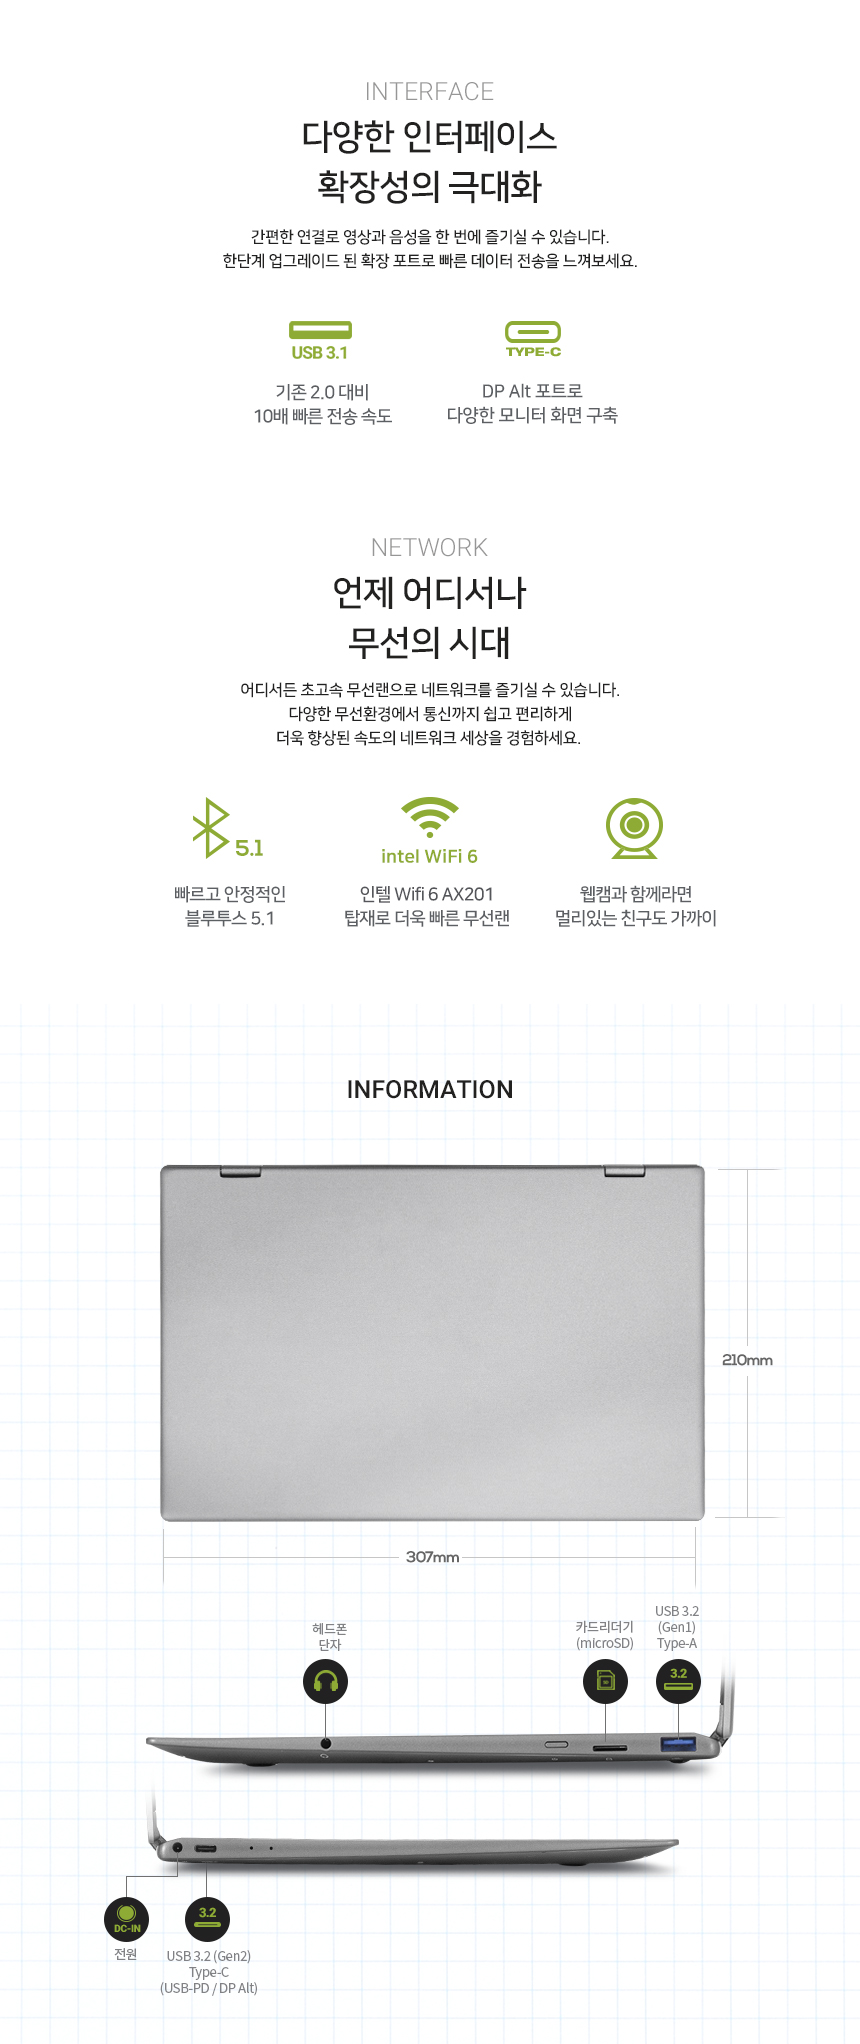 INTERFACE
다양한 인터페이스
확장성의 극대화
간편한 연결로 영상과 음성을 한 번에 즐기실 수 있습니다.
한단계 업그레이드 된 확장 포트로 빠른 데이터 전송을 느껴보세요.
USB 3.1
기존 2.0 대비
10배 빠른 전송 속도
TYPE-C
DP Alt 포트로
다양한 모니터 화면 구축
NETWORK
언제 어디서나
무선의 시대
어디서든 초고속 무선랜으로 네트워크를 즐기실 수 있습니다.
다양한 무선환경에서 통신까지 쉽고 편리하게
더욱 향상된 속도의 네트워크 세상을 경험하세요.
5.1
빠르고 안정적인
블루투스 5.1
intel WiFi 6
인텔 Wifi 6 AX201
탑재로 더욱 빠른 무선랜
웹캠과 함께라면
멀리있는 친구도 가까이
INFORMATION
210mm
307mm
헤드폰
단자
카드리더기
(microSD)
USB 3.2
(Gen1)
Type-A
3.2
DC-IN
전원
3.2
USB 3.2 (Gen2)
Type-C
(USB-PD / DP Alt)